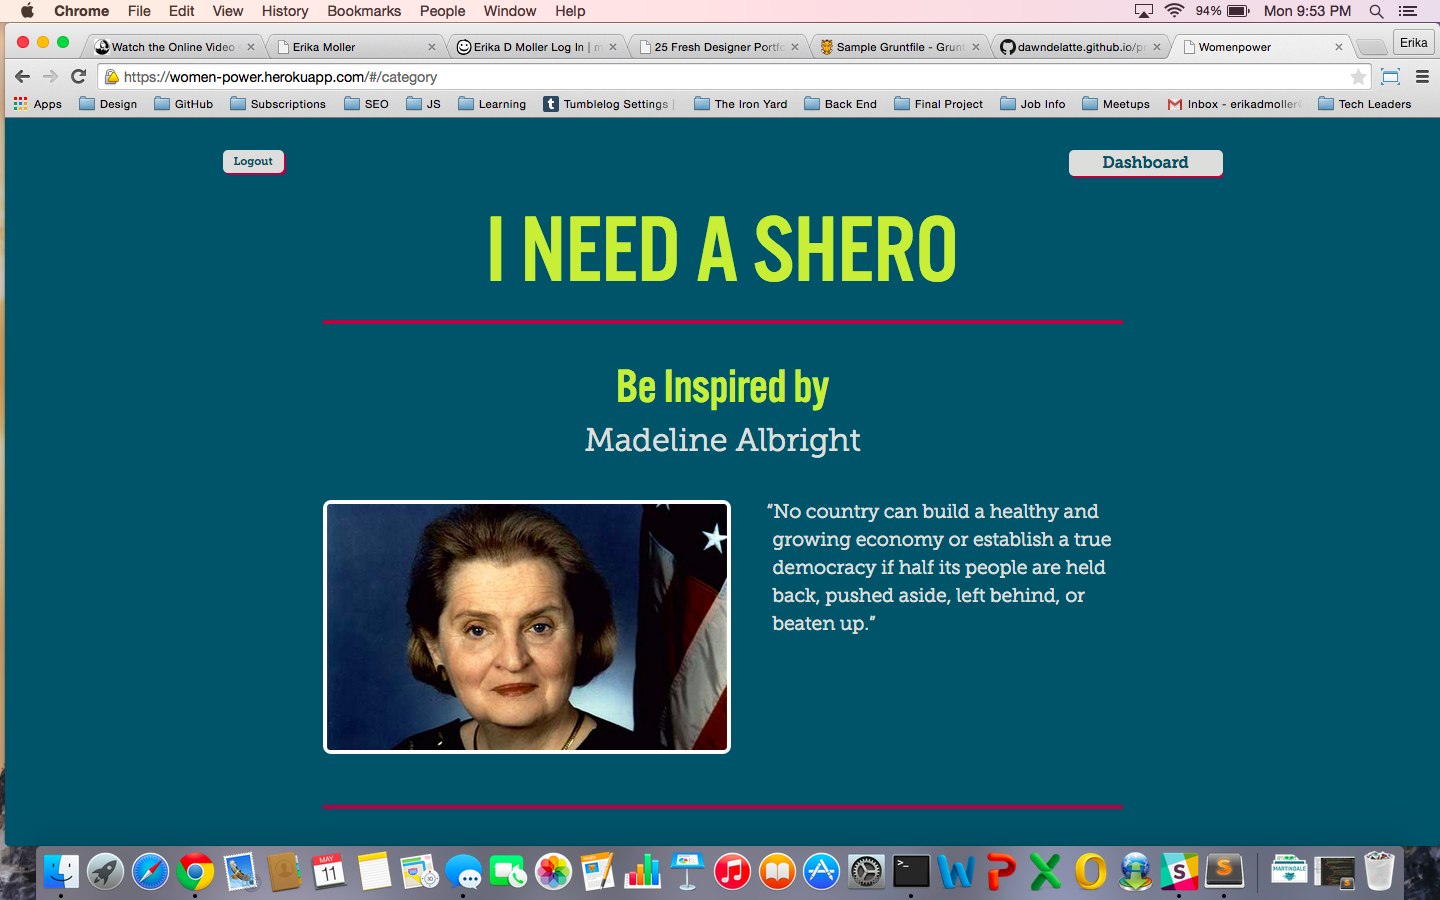 Chrome File Edit View History Bookmarks People Window Help 94% Mon 9:53 PM
Watch the Online Video Erika Moller Erika D Moller Log In | 25 Fresh Designer Portfo Sample Gruntfile - Grunt dawndelatte.github.io/pr Womenpower Erika
https://women-power.herokuapp.com/#/category
Apps Design GitHub Subscriptions SEO JS Learning Tumblelog Settings | The Iron Yard Back End Final Project Job Info Meetups Inbox - erikadmoller Tech Leaders
Logout Dashboard
I NEED A SHERO
Be Inspired by
Madeline Albright
“No country can build a healthy and
growing economy or establish a true
democracy if half its people are held
back, pushed aside, left behind, or
beaten up.”
MAY
11